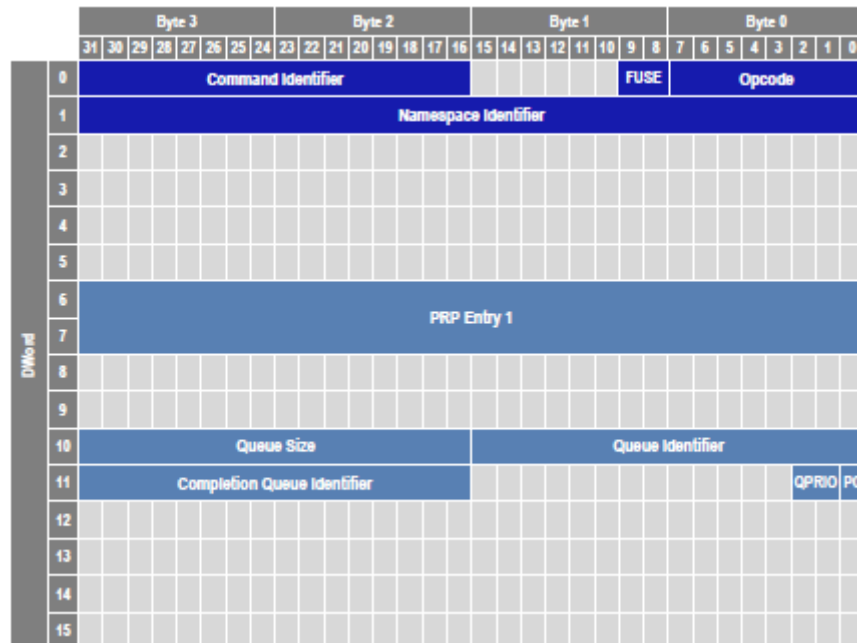 Byte 3 Byte 2 Byte 1 Byte 0
31 30 29 28 27 26 25 24 23 22 21 20 19 18 17 16 15 14 13 12 11 10 9 8 7 6 5 4 3 2 1 0
DWord
0 Command Identifier FUSE Opcode
1 Namespace Identifier
2
3
4
5
6
PRP Entry 1
7
8
9
10 Queue Size Queue Identifier
11 Completion Queue Identifier QPRIO PC
12
13
14
15